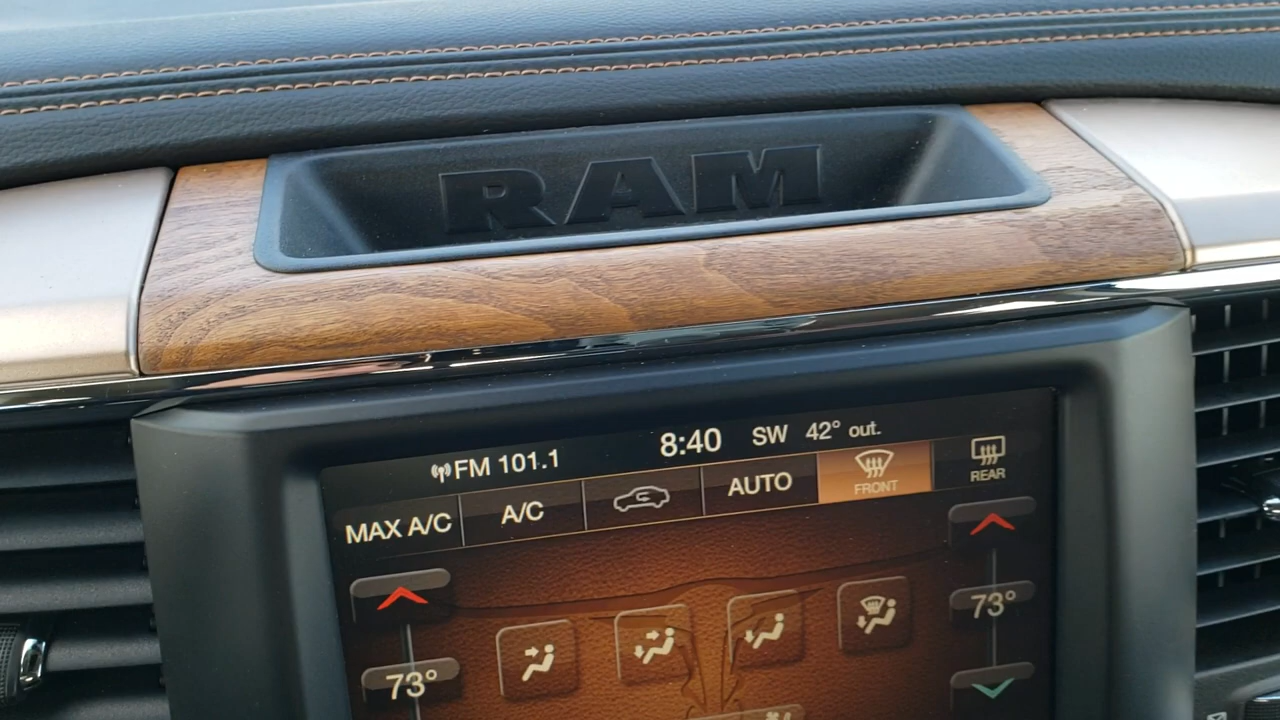 RAM
FM 101.1 8:40 SW 42° out.
MAX A/C A/C AUTO FRONT REAR
73° 73°